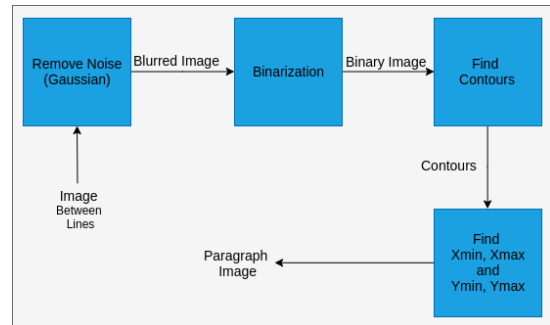 Remove Noise
(Gaussian)
Blurred Image
Binarization
Binary Image
Find
Contours
Image
Between
Lines
Contours
Paragraph
Image
Find
Xmin, Xmax
and
Ymin, Ymax